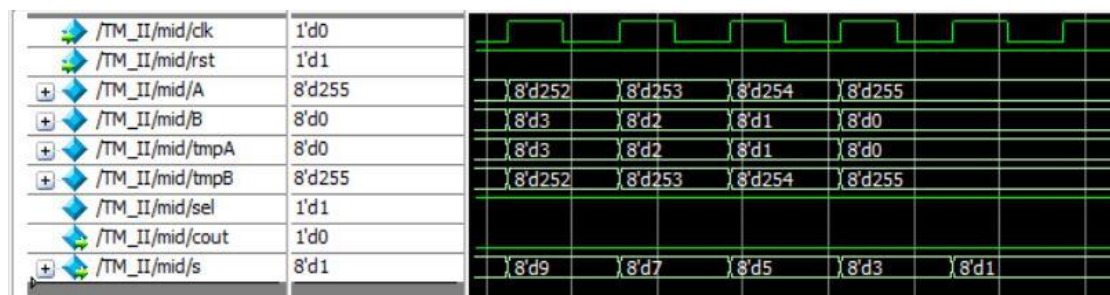 /TM_II/mid/clk 1'd0
/TM_II/mid/rst 1'd1
/TM_II/mid/A 8'd255 8'd252 8'd253 8'd254 8'd255
/TM_II/mid/B 8'd0 8'd3 8'd2 8'd1 8'd0
/TM_II/mid/tmpA 8'd0 8'd3 8'd2 8'd1 8'd0
/TM_II/mid/tmpB 8'd255 8'd252 8'd253 8'd254 8'd255
/TM_II/mid/sel 1'd1
/TM_II/mid/cout 1'd0
/TM_II/mid/s 8'd1 8'd9 8'd7 8'd5 8'd3 8'd1